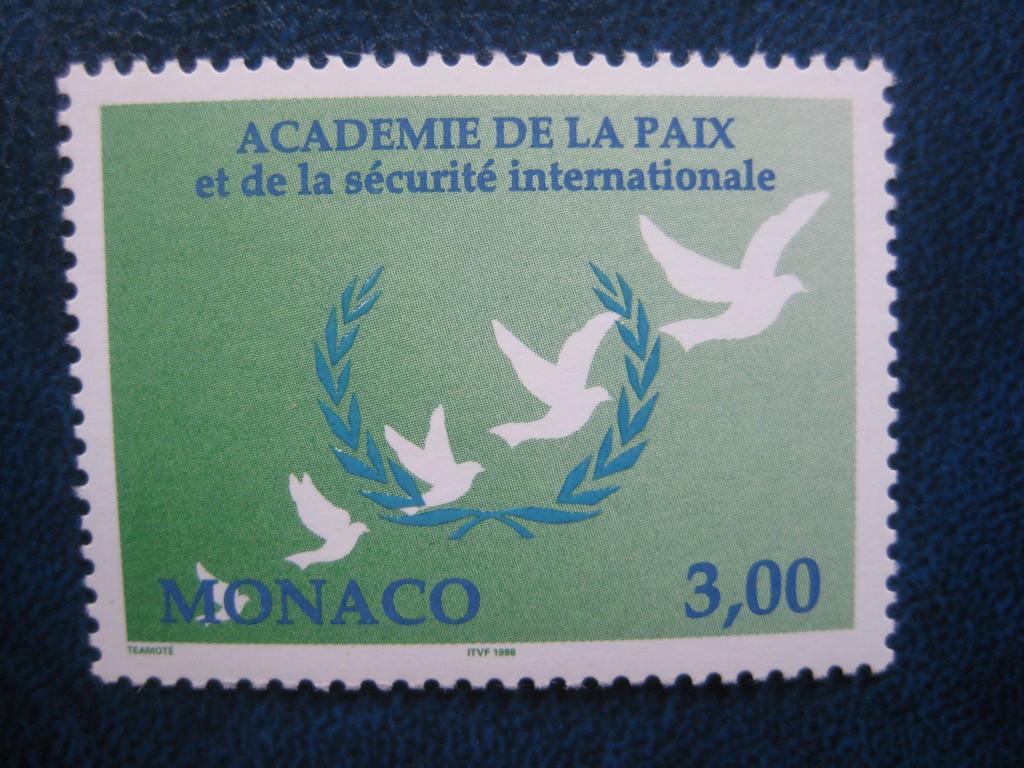 ACADEMIE DE LA PAIX
et de la sécurité internationale
MONACO
3,00
TEAMOTÉ
ITVF 1998